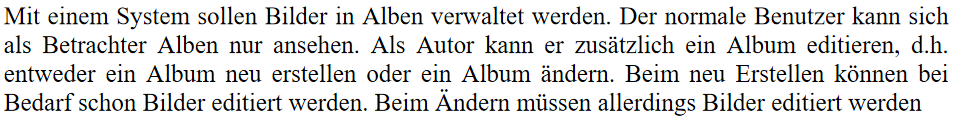 Mit einem System sollen Bilder in Alben verwaltet werden. Der normale Benutzer kann sich
als Betrachter Alben nur ansehen. Als Autor kann er zusätzlich ein Album editieren, d.h.
entweder ein Album neu erstellen oder ein Album ändern. Beim neu Erstellen können bei
Bedarf schon Bilder editiert werden. Beim Ändern müssen allerdings Bilder editiert werden